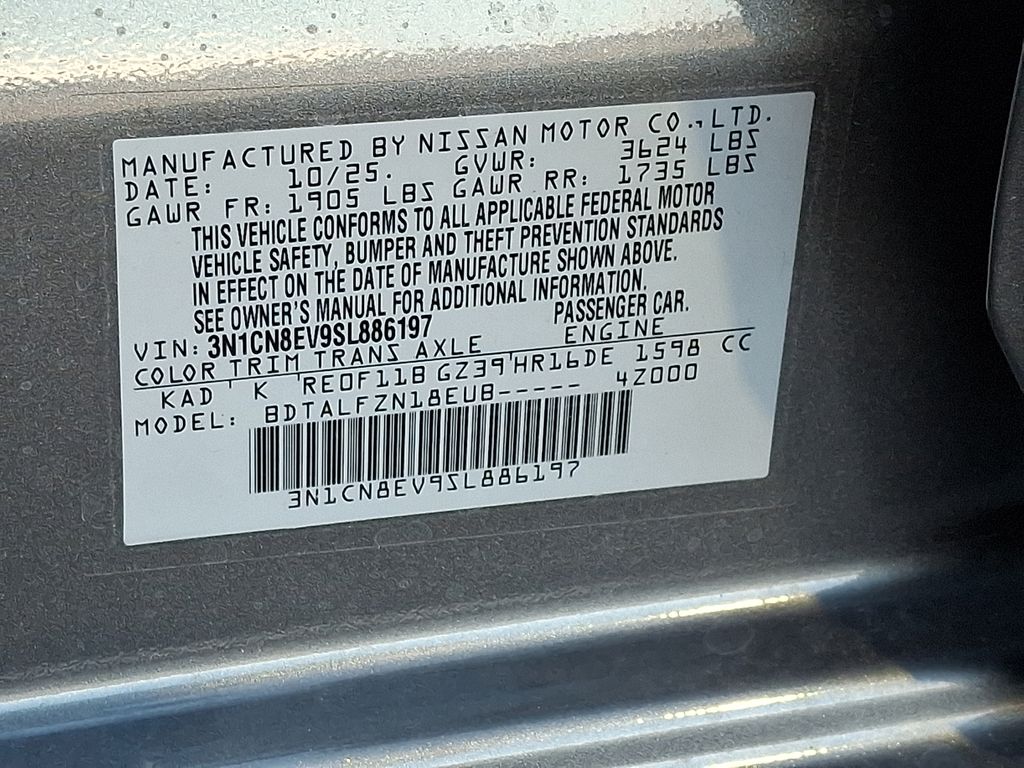 MANUFACTURED BY NISSAN MOTOR CO., LTD.
DATE: 10/25. GVWR: 3624 LBS
GAWR FR: 1905 LBS GAWR RR: 1735 LBS
THIS VEHICLE CONFORMS TO ALL APPLICABLE FEDERAL MOTOR
VEHICLE SAFETY, BUMPER AND THEFT PREVENTION STANDARDS
IN EFFECT ON THE DATE OF MANUFACTURE SHOWN ABOVE.
SEE OWNER'S MANUAL FOR ADDITIONAL INFORMATION.
VIN: 3N1CN8EV9SL886197 PASSENGER CAR.
COLOR TRIM TRANS AXLE ENGINE
KAD K RE0F11B GZ39 HR16DE 1598 CC
MODEL: BDTALFZN18EUB----- 4Z000
3N1CN8EV9SL886197